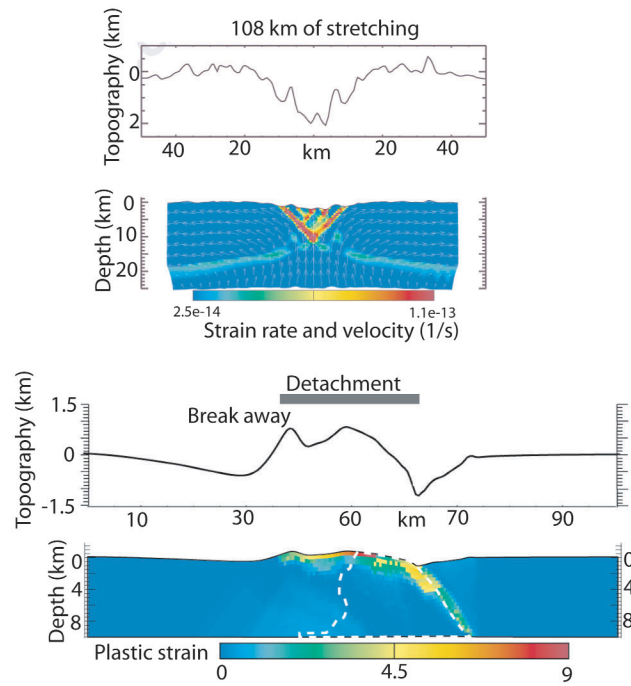 108 km of stretching
Topography (km)
0
2
40 20 km 20 40
Depth (km)
0
10
20
2.5e-14 1.1e-13
Strain rate and velocity (1/s)
Detachment
Break away
Topography (km)
1.5
0
-1.5
10 30 60 km 70 90
Depth (km)
0 0
4 4
8 8
Plastic strain
0 4.5 9